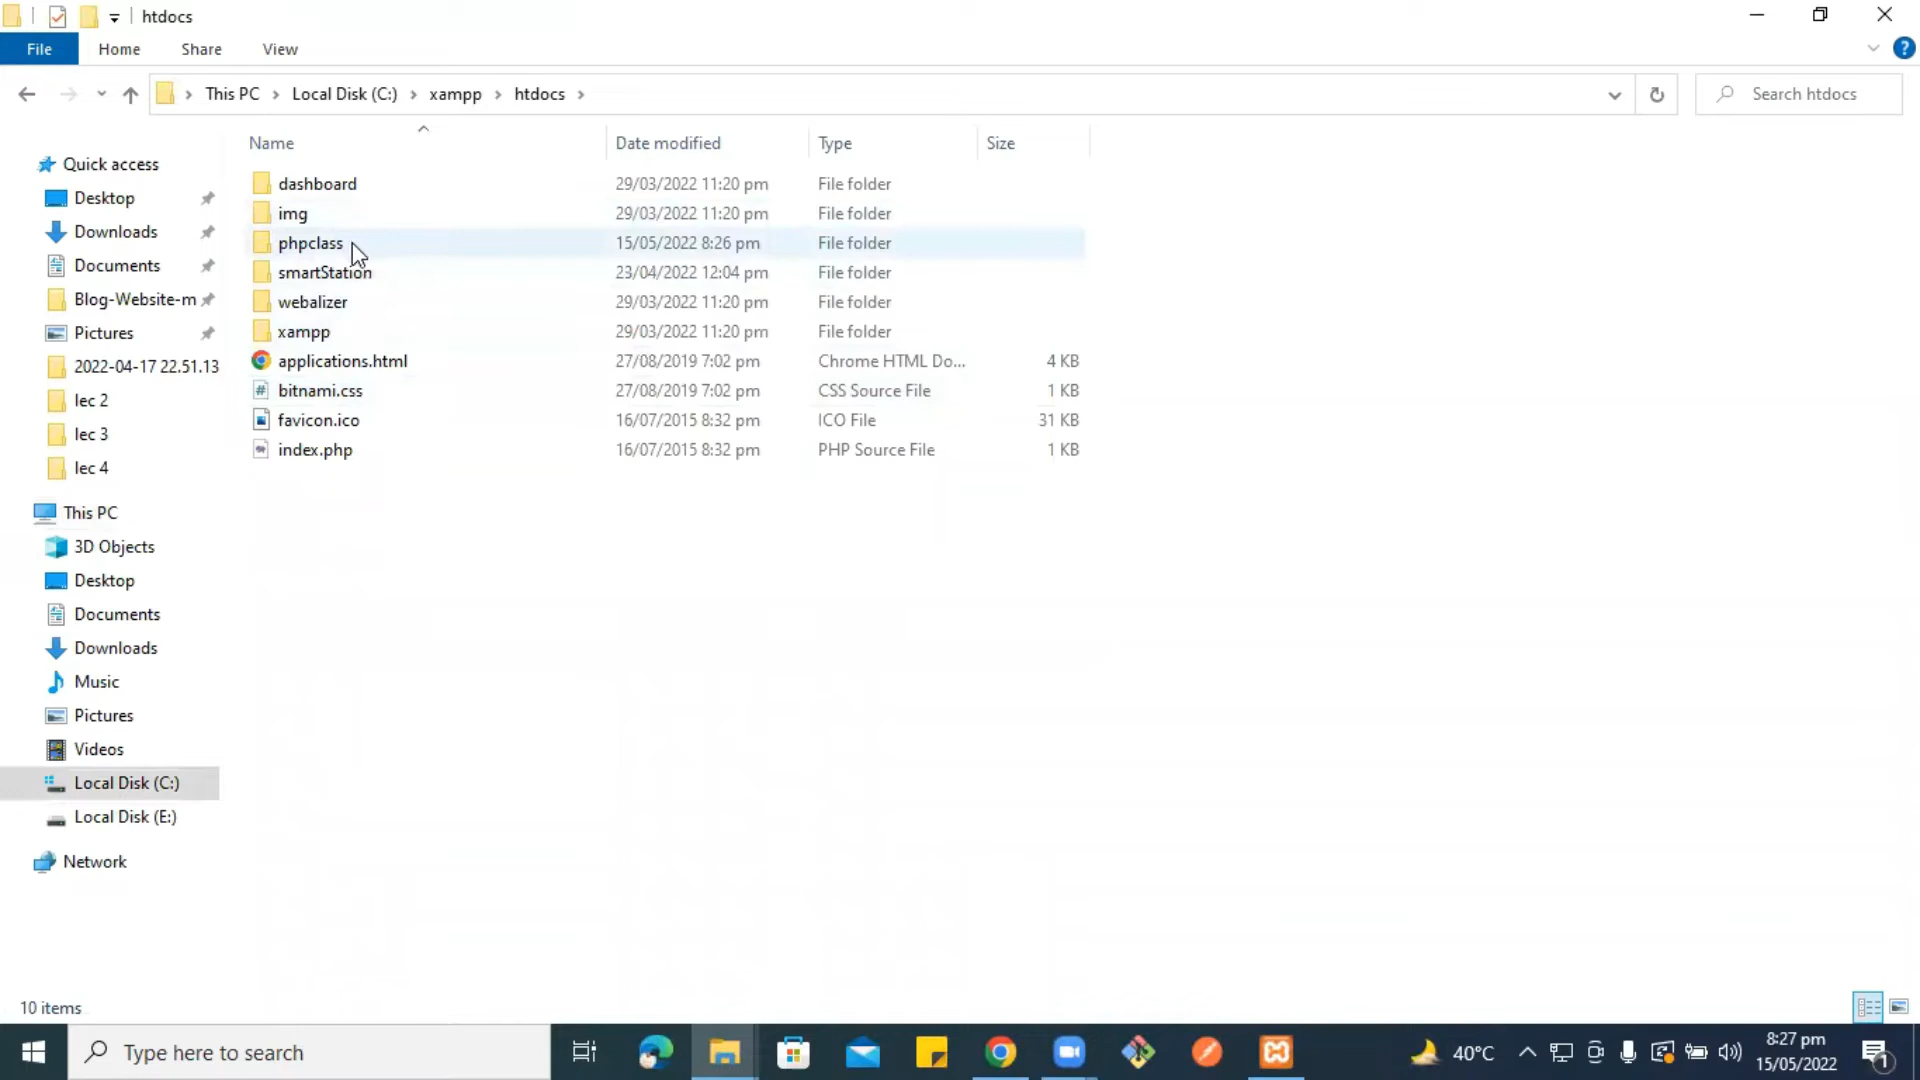 htdocs
File Home Share View
This PC Local Disk (C:) xampp htdocs Search htdocs
Name Date modified Type Size
Quick access
Desktop
Downloads
Documents
Blog-Website-m
Pictures
2022-04-17 22.51.13
lec 2
lec 3
lec 4
This PC
3D Objects
Desktop
Documents
Downloads
Music
Pictures
Videos
Local Disk (C:)
Local Disk (E:)
Network
dashboard 29/03/2022 11:20 pm File folder
img 29/03/2022 11:20 pm File folder
phpclass 15/05/2022 8:26 pm File folder
smartStation 23/04/2022 12:04 pm File folder
webalizer 29/03/2022 11:20 pm File folder
xampp 29/03/2022 11:20 pm File folder
applications.html 27/08/2019 7:02 pm Chrome HTML Do... 4 KB
bitnami.css 27/08/2019 7:02 pm CSS Source File 1 KB
favicon.ico 16/07/2015 8:32 pm ICO File 31 KB
index.php 16/07/2015 8:32 pm PHP Source File 1 KB
10 items
Type here to search
40°C
8:27 pm
15/05/2022
1